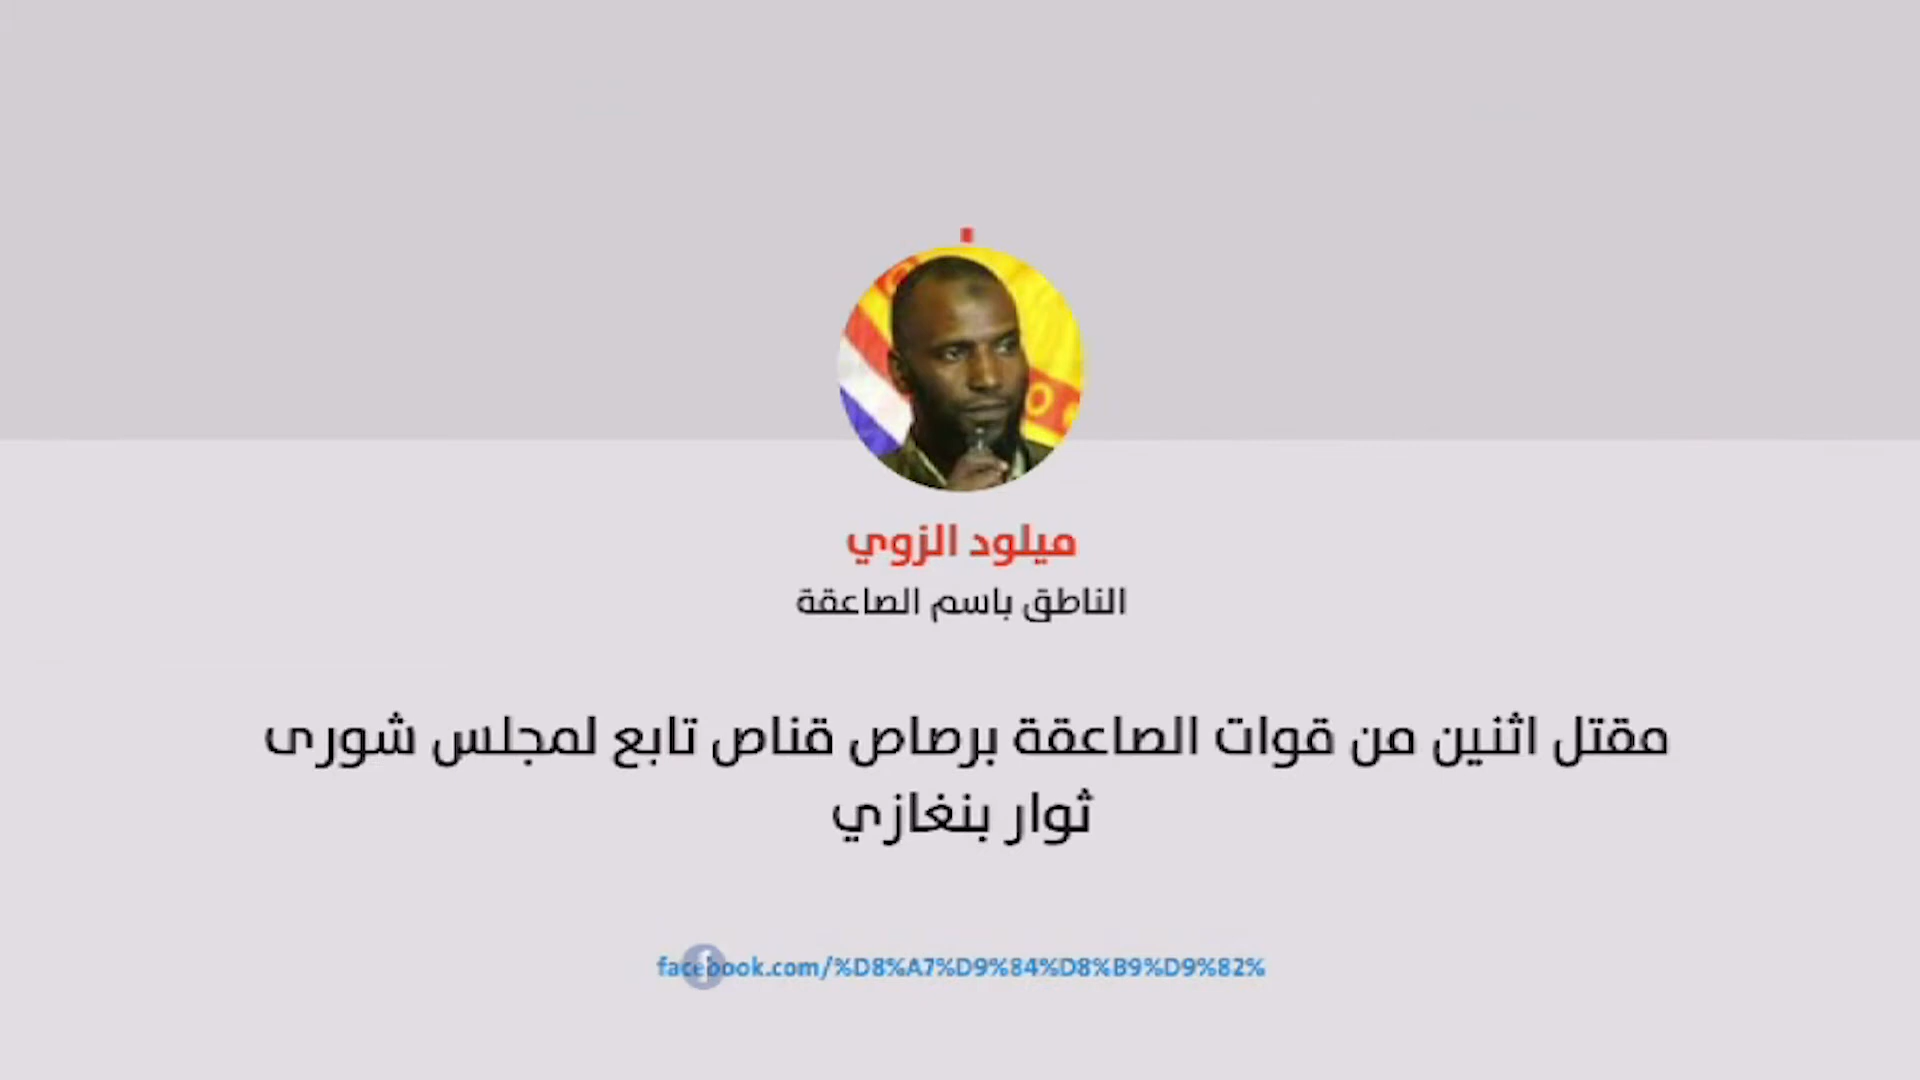 ميلود الزوي
الناطق باسم الصاعقة
مقتل اثنين من قوات الصاعقة برصاص قناص تابع لمجلس شورى
ثوار بنغازي
facebook.com/%D8%A7%D9%84%D8%B9%D9%82%